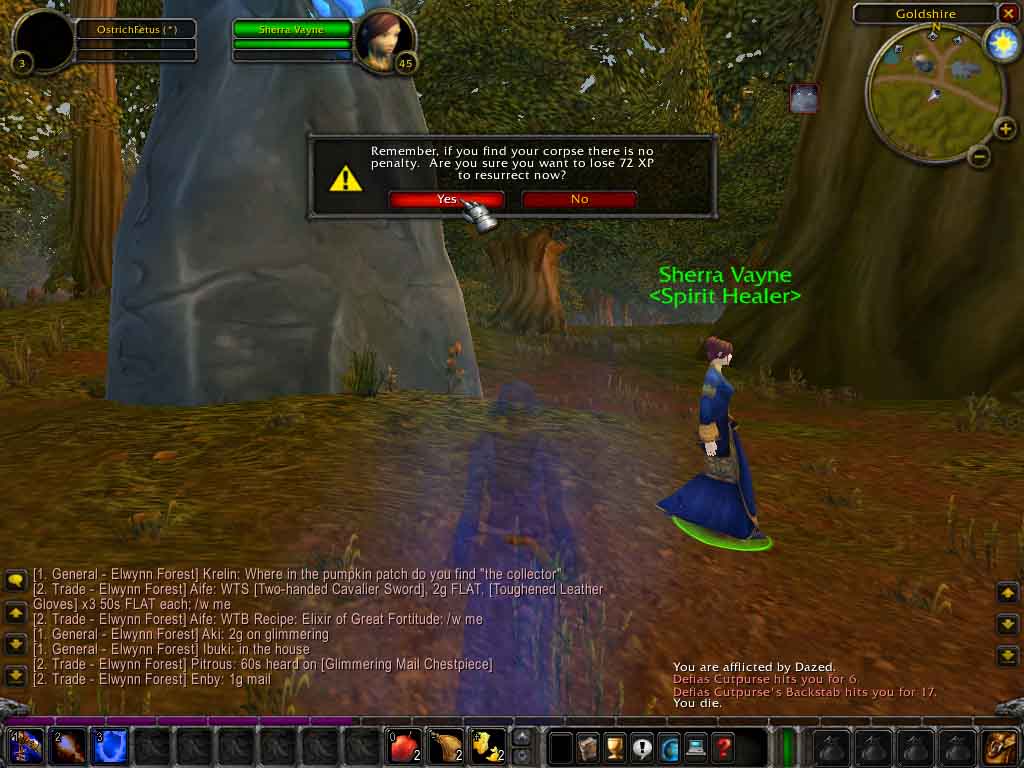 OstrichFetus (*)
3
Sherra Vayne
45
Goldshire
N
Remember, if you find your corpse there is no
penalty. Are you sure you want to lose 72 XP
to resurrect now?
Yes
No
Sherra Vayne
<Spirit Healer>
[1. General - Elwynn Forest] Krelin: Where in the pumpkin patch do you find "the collector"
[2. Trade - Elwynn Forest] Aife: WTS [Two-handed Cavalier Sword], 2g FLAT, [Toughened Leather
Gloves] x3 50s FLAT each; /w me
[2. Trade - Elwynn Forest] Aife: WTB Recipe: Elixir of Great Fortitude; /w me
[1. General - Elwynn Forest] Aki: 2g on glimmering
[1. General - Elwynn Forest] Ibuki: in the house
[2. Trade - Elwynn Forest] Pitrous: 60s heard on [Glimmering Mail Chestpiece]
[2. Trade - Elwynn Forest] Enby: 1g mail
You are afflicted by Dazed.
Defias Cutpurse hits you for 6.
Defias Cutpurse's Backstab hits you for 17.
You die.
1
2
3
0
2
2
2